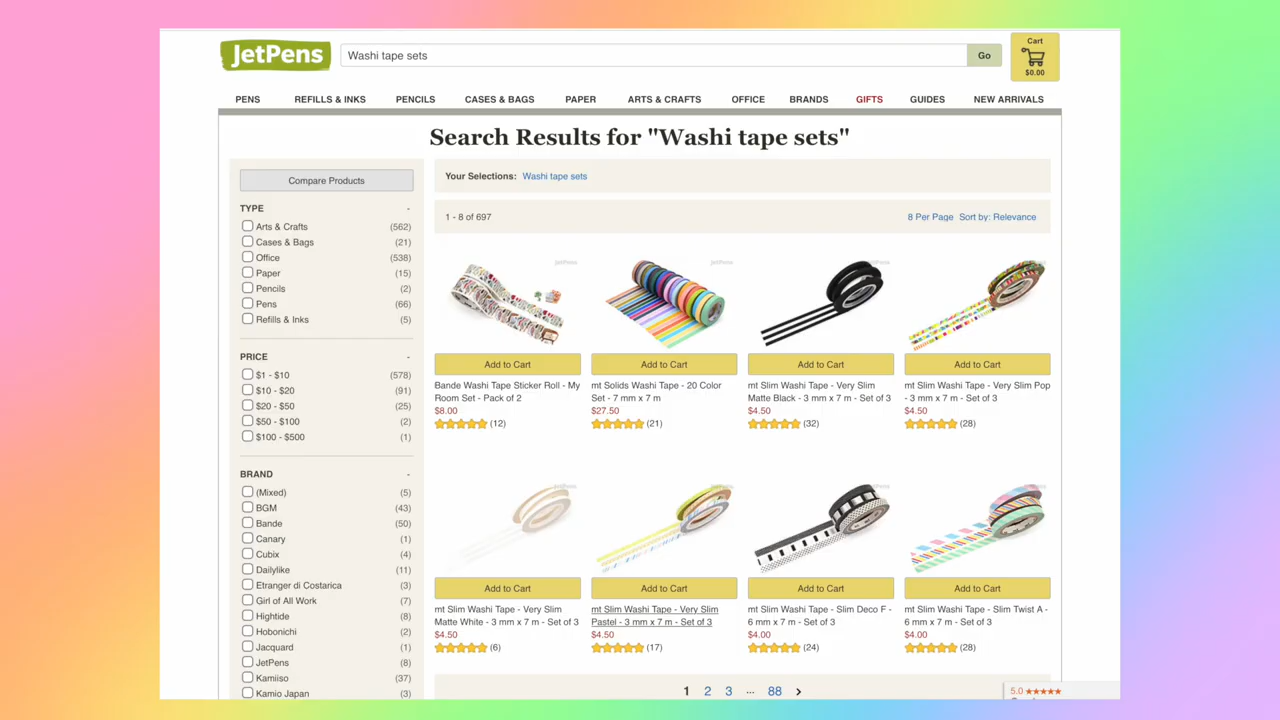 JetPens
Washi tape sets
Go
Cart
$0.00
PENS
REFILLS & INKS
PENCILS
CASES & BAGS
PAPER
ARTS & CRAFTS
OFFICE
BRANDS
GIFTS
GUIDES
NEW ARRIVALS
Search Results for "Washi tape sets"
Compare Products
TYPE -
Arts & Crafts (562)
Cases & Bags (21)
Office (538)
Paper (15)
Pencils (2)
Pens (66)
Refills & Inks (5)
PRICE -
$1 - $10 (578)
$10 - $20 (91)
$20 - $50 (25)
$50 - $100 (2)
$100 - $500 (1)
BRAND -
(Mixed) (5)
BGM (43)
Bande (50)
Canary (1)
Cubix (4)
Dailylike (11)
Etranger di Costarica (3)
Girl of All Work (7)
Hightide (8)
Hobonichi (2)
Jacquard (1)
JetPens (8)
Kamiiso (37)
Kamio Japan (3)
Your Selections: Washi tape sets
1 - 8 of 697
8 Per Page Sort by: Relevance
JetPens
Add to Cart
Bande Washi Tape Sticker Roll - My
Room Set - Pack of 2
$8.00
(12)
JetPens
Add to Cart
mt Solids Washi Tape - 20 Color
Set - 7 mm x 7 m
$27.50
(21)
JetPens
Add to Cart
mt Slim Washi Tape - Very Slim
Matte Black - 3 mm x 7 m - Set of 3
$4.50
(32)
JetPens
Add to Cart
mt Slim Washi Tape - Very Slim Pop
- 3 mm x 7 m - Set of 3
$4.50
(28)
JetPens
Add to Cart
mt Slim Washi Tape - Very Slim
Matte White - 3 mm x 7 m - Set of 3
$4.50
(6)
JetPens
Add to Cart
mt Slim Washi Tape - Very Slim
Pastel - 3 mm x 7 m - Set of 3
$4.50
(17)
JetPens
Add to Cart
mt Slim Washi Tape - Slim Deco F -
6 mm x 7 m - Set of 3
$4.00
(24)
JetPens
Add to Cart
mt Slim Washi Tape - Slim Twist A -
6 mm x 7 m - Set of 3
$4.00
(28)
1 2 3 ... 88 >
5.0